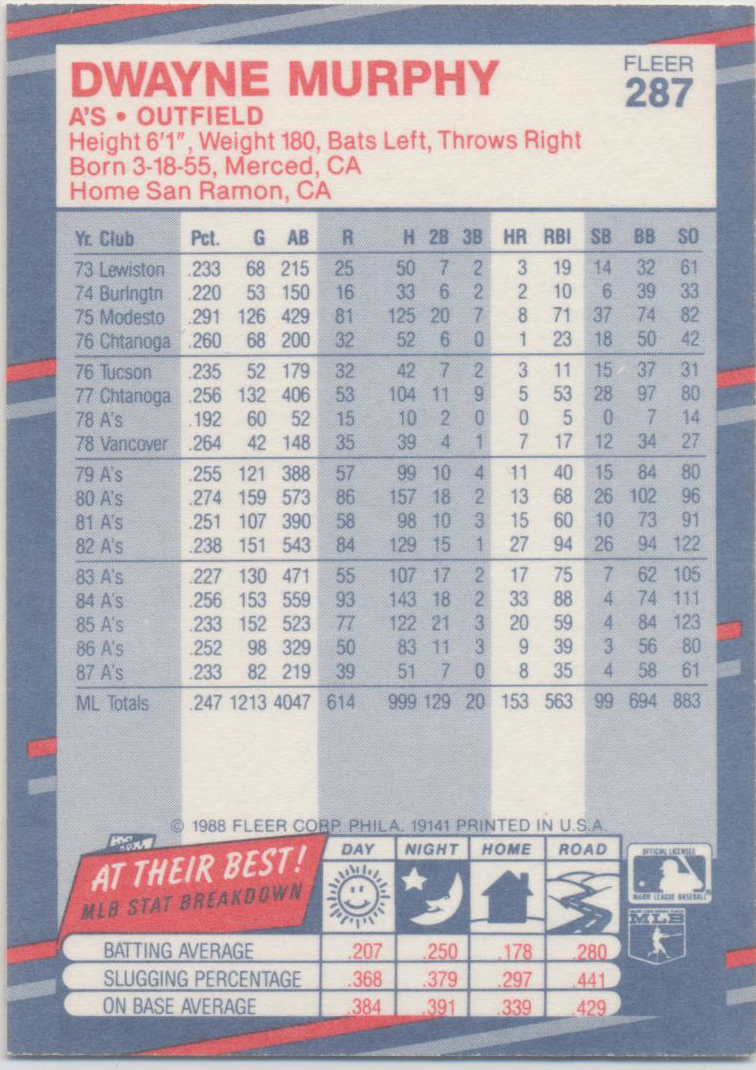 DWAYNE MURPHY
FLEER
287
A'S • OUTFIELD
Height 6'1", Weight 180, Bats Left, Throws Right
Born 3-18-55, Merced, CA
Home San Ramon, CA
Yr. Club Pct. G AB R H 2B 3B HR RBI SB BB SO
73 Lewiston .233 68 215 25 50 7 2 3 19 14 32 61
74 Burlngtn .220 53 150 16 33 6 2 2 10 6 39 33
75 Modesto .291 126 429 81 125 20 7 8 71 37 74 82
76 Chtanoga .260 68 200 32 52 6 0 1 23 18 50 42
76 Tucson .235 52 179 32 42 7 2 3 11 15 37 31
77 Chtanoga .256 132 406 53 104 11 9 5 53 28 97 80
78 A's .192 60 52 15 10 2 0 0 5 0 7 14
78 Vancover .264 42 148 35 39 4 1 7 17 12 34 27
79 A's .255 121 388 57 99 10 4 11 40 15 84 80
80 A's .274 159 573 86 157 18 2 13 68 26 102 96
81 A's .251 107 390 58 98 10 3 15 60 10 73 91
82 A's .238 151 543 84 129 15 1 27 94 26 94 122
83 A's .227 130 471 55 107 17 2 17 75 7 62 105
84 A's .256 153 559 93 143 18 2 33 88 4 74 111
85 A's .233 152 523 77 122 21 3 20 59 4 84 123
86 A's .252 98 329 50 83 11 3 9 39 3 56 80
87 A's .233 82 219 39 51 7 0 8 35 4 58 61
ML Totals .247 1213 4047 614 999 129 20 153 563 99 694 883
© 1988 FLEER CORP. PHILA. 19141 PRINTED IN U.S.A.
AT THEIR BEST!
MLB STAT BREAKDOWN
DAY NIGHT HOME ROAD
OFFICIAL LICENSEE
MAJOR LEAGUE BASEBALL
MLB
BATTING AVERAGE .207 .250 .178 .280
SLUGGING PERCENTAGE .368 .379 .297 .441
ON BASE AVERAGE .384 .391 .339 .429